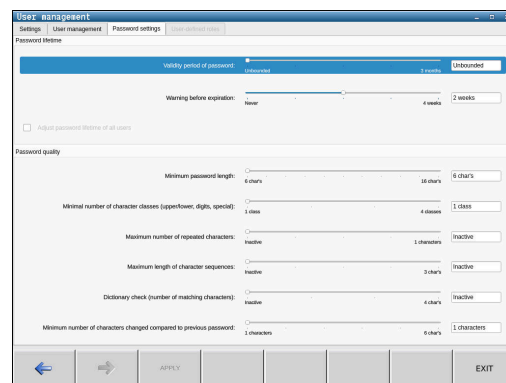 User management
Settings User management Password settings User-defined roles
Password lifetime
Validity period of password: Unbounded 3 months Unbounded
Warning before expiration: Never 4 weeks 2 weeks
Adjust password lifetime of all users
Password quality
Minimum password length: 6 char's 16 char's 6 char's
Minimal number of character classes (upper/lower, digits, special): 1 class 4 classes 1 class
Maximum number of repeated characters: Inactive 1 characters Inactive
Maximum length of character sequences: Inactive 3 char's Inactive
Dictionary check (number of matching characters): Inactive 4 char's Inactive
Minimum number of characters changed compared to previous password: 1 characters 6 char's 1 characters
APPLY EXIT